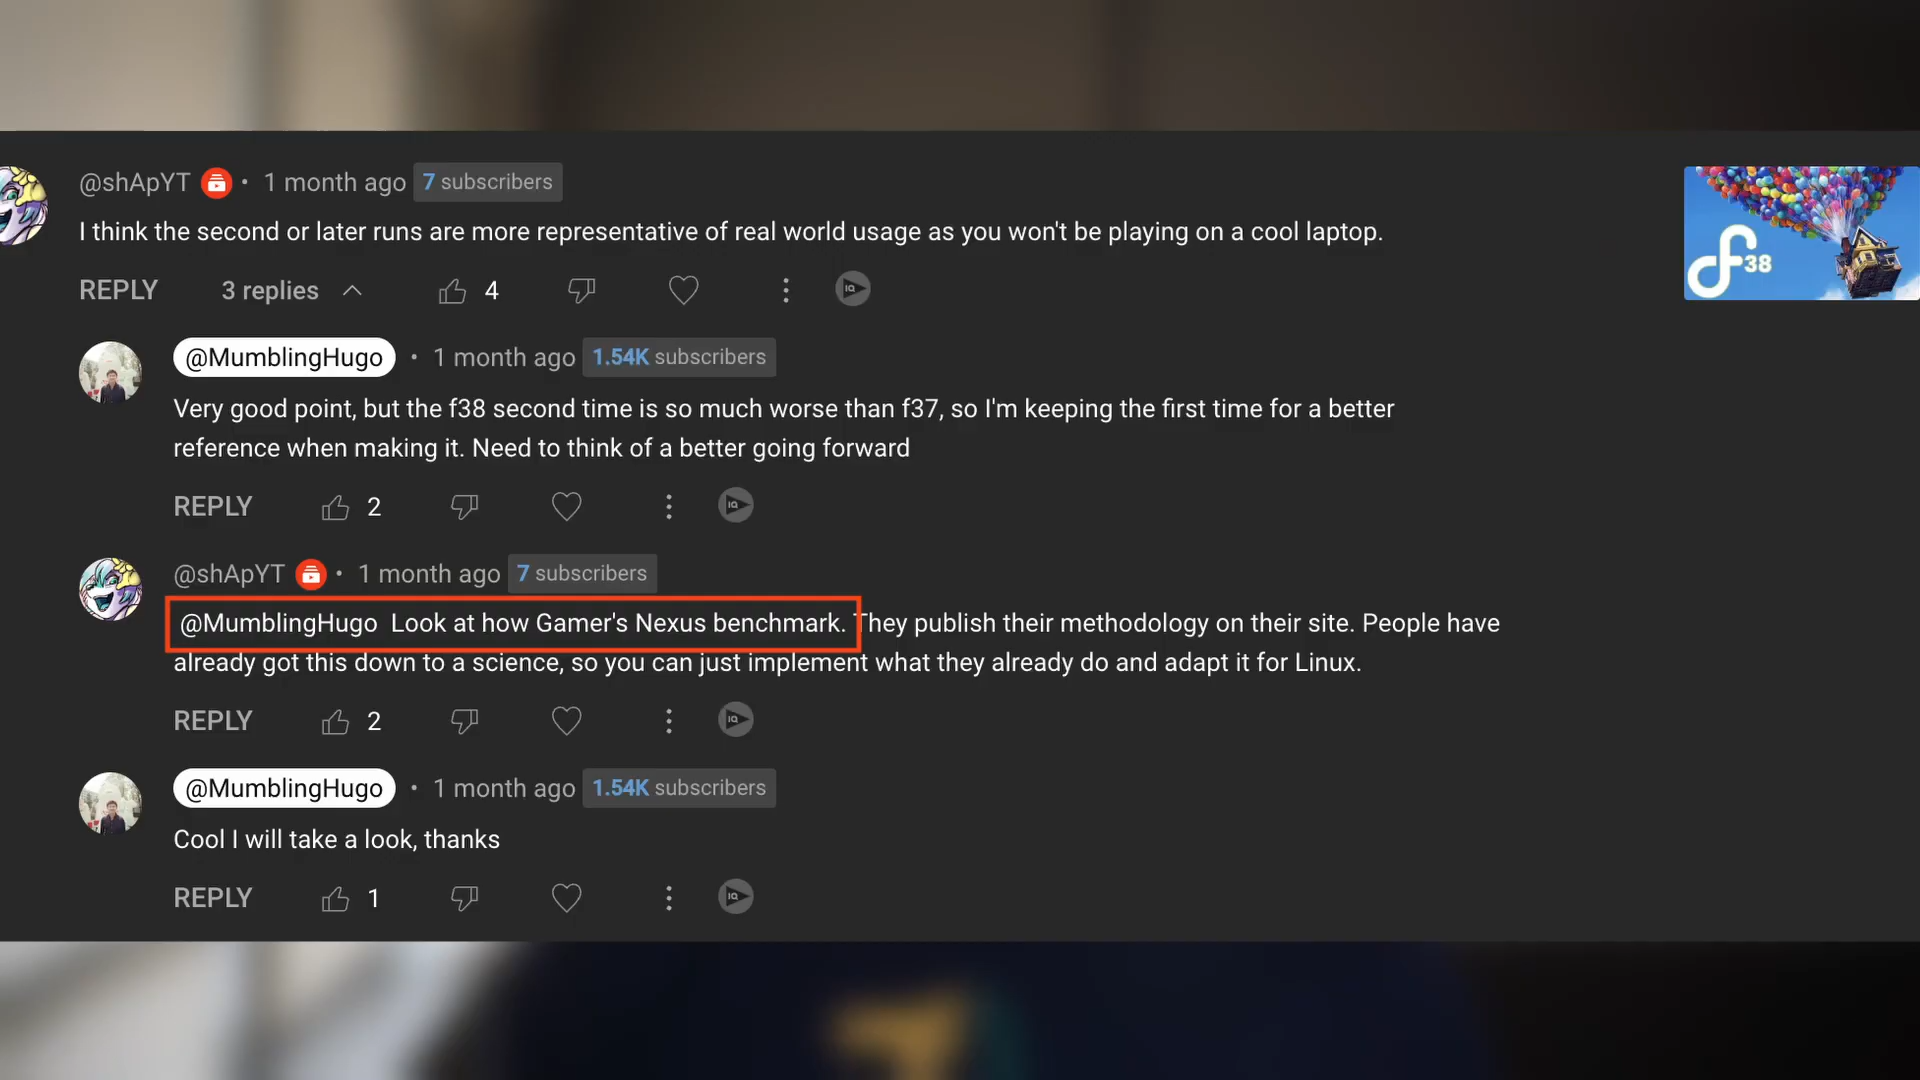 @shApYT • 1 month ago 7 subscribers
I think the second or later runs are more representative of real world usage as you won't be playing on a cool laptop.
REPLY 3 replies 4
f38
@MumblingHugo • 1 month ago 1.54K subscribers
Very good point, but the f38 second time is so much worse than f37, so I'm keeping the first time for a better
reference when making it. Need to think of a better going forward
REPLY 2
@shApYT • 1 month ago 7 subscribers
@MumblingHugo Look at how Gamer's Nexus benchmark. They publish their methodology on their site. People have
already got this down to a science, so you can just implement what they already do and adapt it for Linux.
REPLY 2
@MumblingHugo • 1 month ago 1.54K subscribers
Cool I will take a look, thanks
REPLY 1